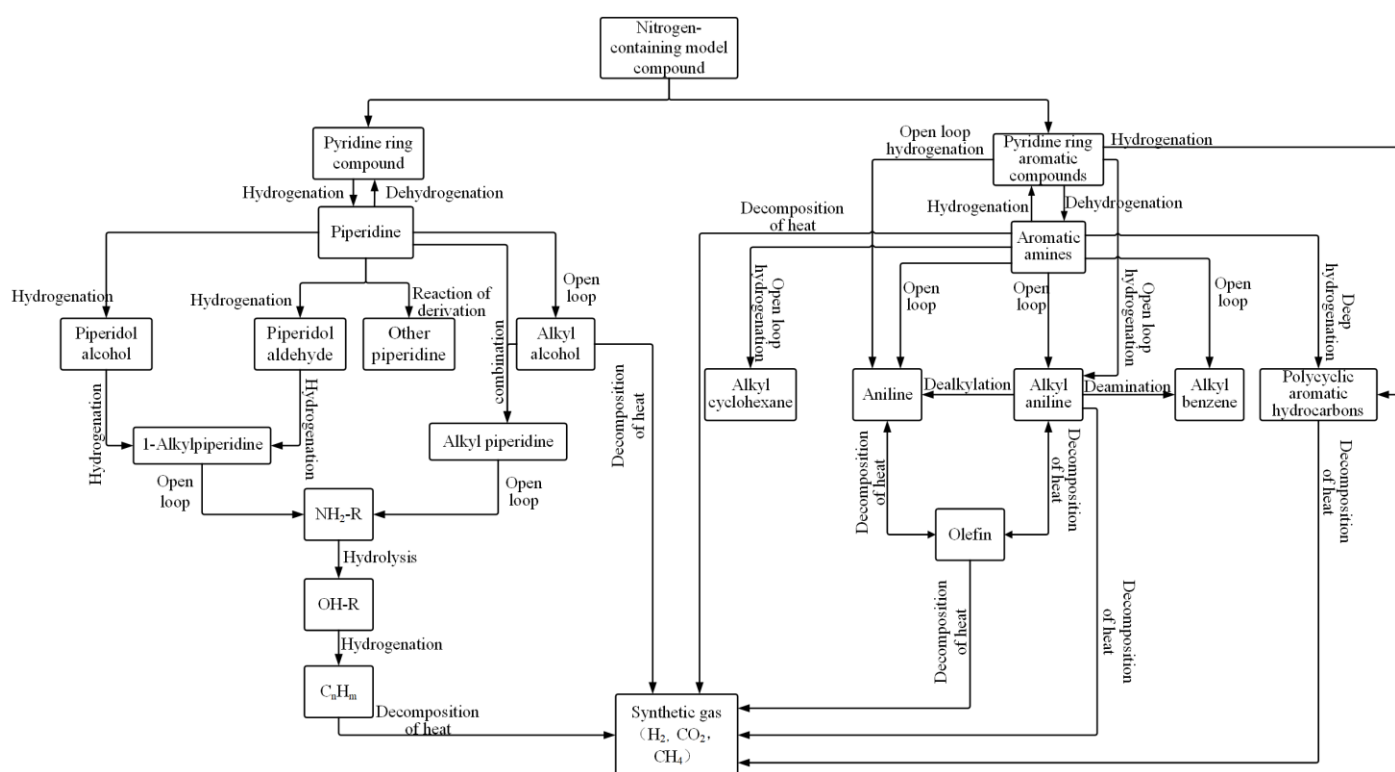 Nitrogen-
containing model
compound
Pyridine ring
compound
Hydrogenation
Dehydrogenation
Piperidine
Hydrogenation
Hydrogenation
Reaction of
derivation
Open
loop
Piperidol
alcohol
Piperidol
aldehyde
Other
piperidine
Alkyl
alcohol
combination
Hydrogenation
Hydrogenation
Decomposition
of heat
1-Alkylpiperidine
Alkyl piperidine
Open
loop
Open
loop
NH₂-R
Hydrolysis
OH-R
Hydrogenation
CₙHₘ
Decomposition
of heat
Synthetic gas
(H₂, CO₂,
CH₄)
Open loop
hydrogenation
Pyridine ring
aromatic
compounds
Hydrogenation
Hydrogenation
Dehydrogenation
Decomposition
of heat
Aromatic
amines
Open loop
hydrogenation
Open
loop
Open
loop
Open loop
hydrogenation
Open
loop
Deep
hydrogenation
Alkyl
cyclohexane
Aniline
Dealkylation
Alkyl
aniline
Deamination
Alkyl
benzene
Polycyclic
aromatic
hydrocarbons
Decomposition
of heat
Decomposition
of heat
Decomposition
of heat
Olefin
Decomposition
of heat
Decomposition
of heat